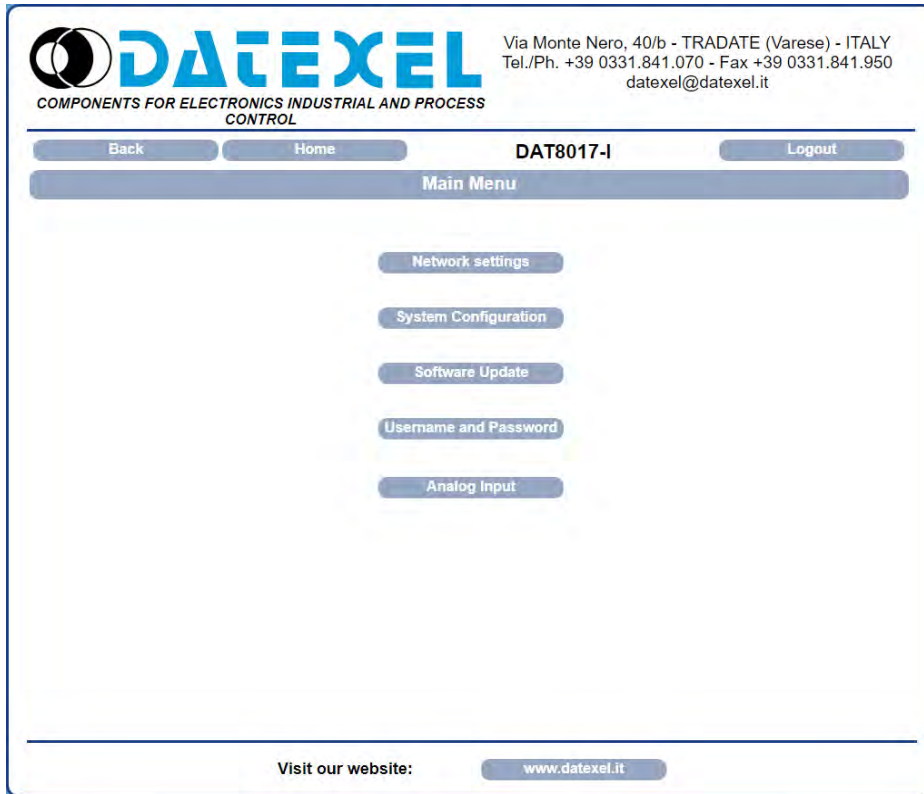 DATEXEL
COMPONENTS FOR ELECTRONICS INDUSTRIAL AND PROCESS
CONTROL
Via Monte Nero, 40/b - TRADATE (Varese) - ITALY
Tel./Ph. +39 0331.841.070 - Fax +39 0331.841.950
datexel@datexel.it
Back Home DAT8017-I Logout
Main Menu
Network settings
System Configuration
Software Update
Username and Password
Analog Input
Visit our website: www.datexel.it